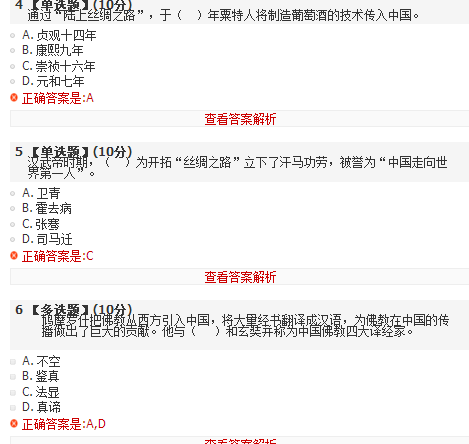 4 【单选题】(10分)
通过“陆上丝绸之路”，于（　）年粟特人将制造葡萄酒的技术传入中国。
A. 贞观十四年
B. 康熙九年
C. 崇祯十六年
D. 元和七年
正确答案是:A
查看答案解析
5 【单选题】(10分)
汉武帝时期，（　）为开拓“丝绸之路”立下了汗马功劳，被誉为“中国走向世
界第一人”。
A. 卫青
B. 霍去病
C. 张骞
D. 司马迁
正确答案是:C
查看答案解析
6 【多选题】(10分)
鸠摩罗什把佛教从西方引入中国，将大量经书翻译成汉语，为佛教在中国的传
播做出了巨大的贡献。他与（　）和玄奘并称为中国佛教四大译经家。
A. 不空
B. 鉴真
C. 法显
D. 真谛
正确答案是:A,D
查看答案解析